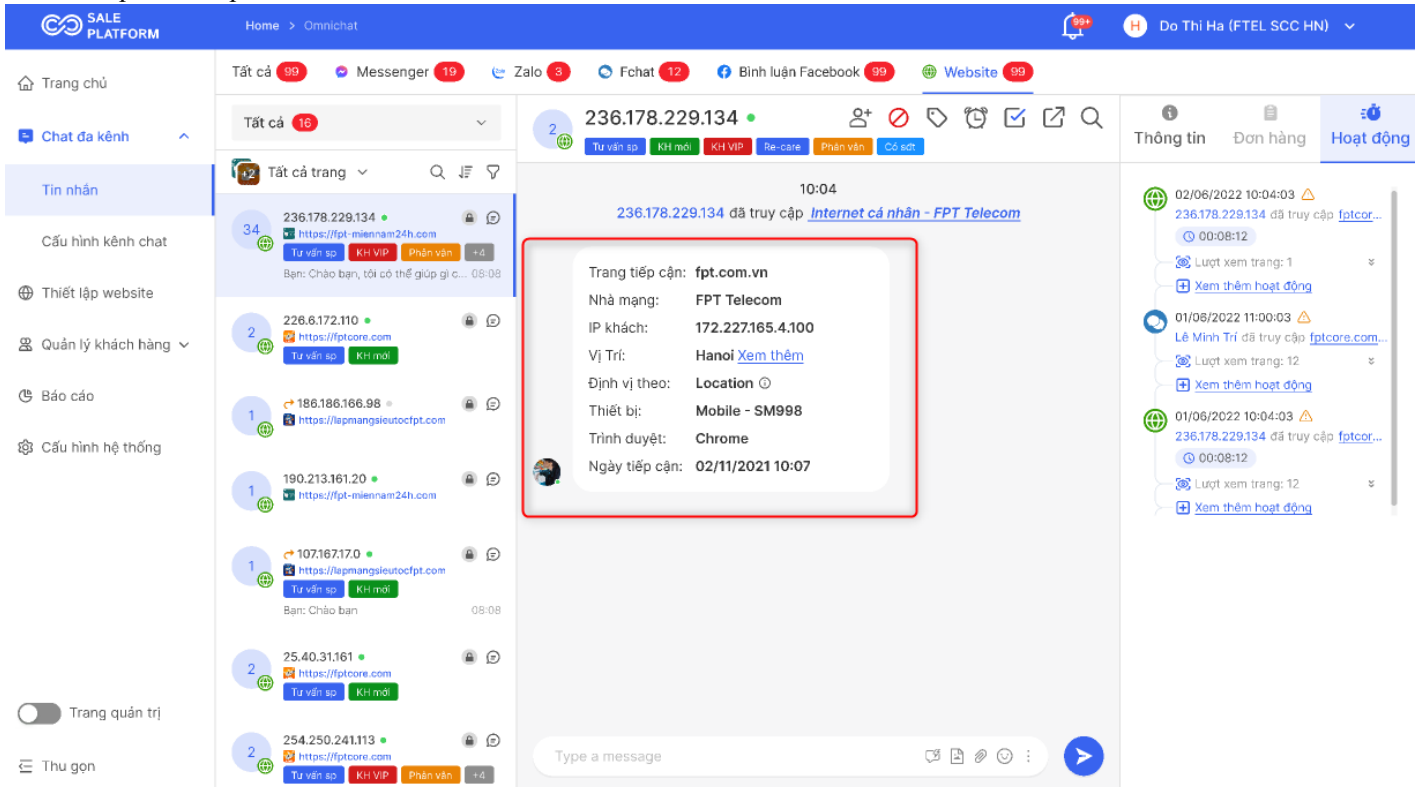 SALE
PLATFORM
Home > Omnichat
99+
H Do Thi Ha (FTEL SCC HN)
Trang chủ
Chat đa kênh
Tin nhắn
Cấu hình kênh chat
Thiết lập website
Quản lý khách hàng
Báo cáo
Cấu hình hệ thống
Trang quản trị
Thu gọn
Tất cả 99 Messenger 19 Zalo 3 Fchat 12 Bình luận Facebook 99 Website 99
Tất cả 16
+2 Tất cả trang
34 236.178.229.134
https://fpt-miennam24h.com
Tư vấn sp KH VIP Phân vân +4
Bạn: Chào bạn, tôi có thể giúp gì c... 08:08
2 226.6.172.110
https://fptcore.com
Tư vấn sp KH mới
1 186.186.166.98
https://lapmangsieutocfpt.com
1 190.213.161.20
https://fpt-miennam24h.com
1 107.167.17.0
https://lapmangsieutocfpt.com
Tư vấn sp KH mới
Bạn: Chào bạn 08:08
2 25.40.31.161
https://fptcore.com
Tư vấn sp KH mới
2 254.250.241.113
https://fptcore.com
Tư vấn sp KH VIP Phân vân +4
2 236.178.229.134
Tư vấn sp KH mới KH VIP Re-care Phân vân Có sdt
10:04
236.178.229.134 đã truy cập Internet cá nhân - FPT Telecom
Trang tiếp cận: fpt.com.vn
Nhà mạng: FPT Telecom
IP khách: 172.227.165.4.100
Vị Trí: Hanoi Xem thêm
Định vị theo: Location
Thiết bị: Mobile - SM998
Trình duyệt: Chrome
Ngày tiếp cận: 02/11/2021 10:07
Type a message
Thông tin Đơn hàng Hoạt động
02/06/2022 10:04:03
236.178.229.134 đã truy cập fptcor...
00:08:12
Lượt xem trang: 1
Xem thêm hoạt động
01/06/2022 11:00:03
Lê Minh Trí đã truy cập fptcore.com...
Lượt xem trang: 12
Xem thêm hoạt động
01/06/2022 10:04:03
236.178.229.134 đã truy cập fptcor...
00:08:12
Lượt xem trang: 12
Xem thêm hoạt động